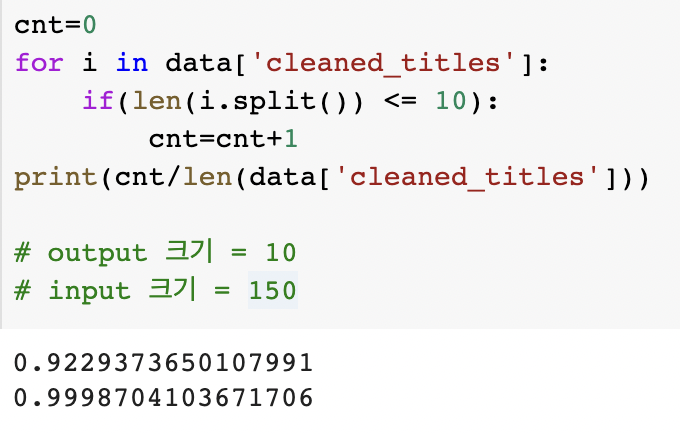 cnt=0
for i in data['cleaned_titles']:
    if(len(i.split()) <= 10):
        cnt=cnt+1
print(cnt/len(data['cleaned_titles']))
# output 크기 = 10
# input 크기 = 150
0.9229373650107991
0.9998704103671706